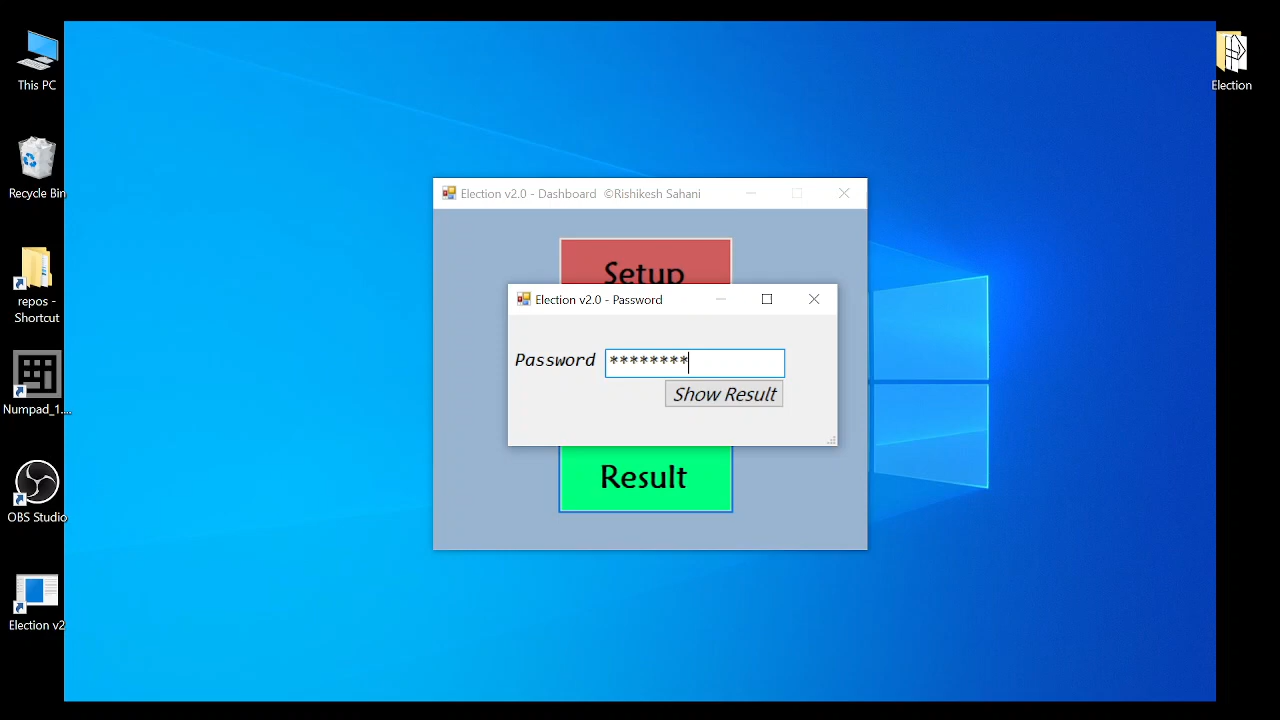 This PC
Election
Recycle Bin
Election v2.0 - Dashboard ©Rishikesh Sahani
Setup
repos -
Shortcut
Election v2.0 - Password
Password ********
Show Result
Numpad_1....
Result
OBS Studio
Election v2